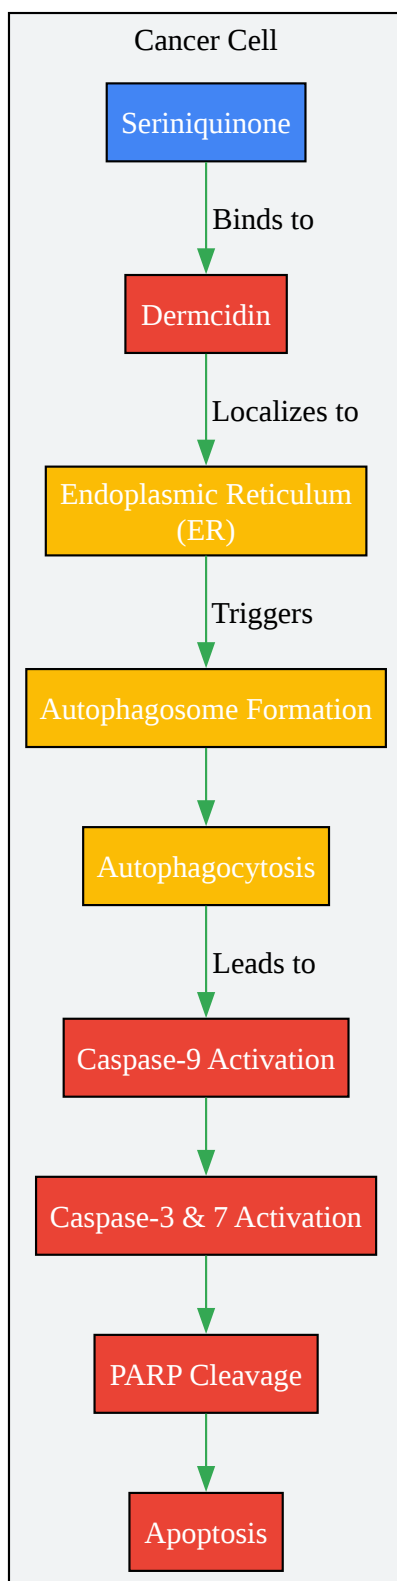 Cancer Cell
Seriniquinone
Binds to
Dermcidin
Localizes to
Endoplasmic Reticulum
(ER)
Triggers
Autophagosome Formation
Autophagocytosis
Leads to
Caspase-9 Activation
Caspase-3 & 7 Activation
PARP Cleavage
Apoptosis